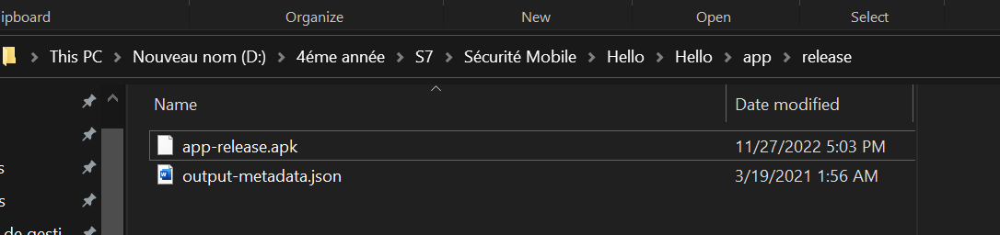 ipboard Organize New Open Select
This PC > Nouveau nom (D:) > 4éme année > S7 > Sécurité Mobile > Hello > Hello > app > release
Name Date modified
app-release.apk 11/27/2022 5:03 PM
s output-metadata.json 3/19/2021 1:56 AM
s
de gesti